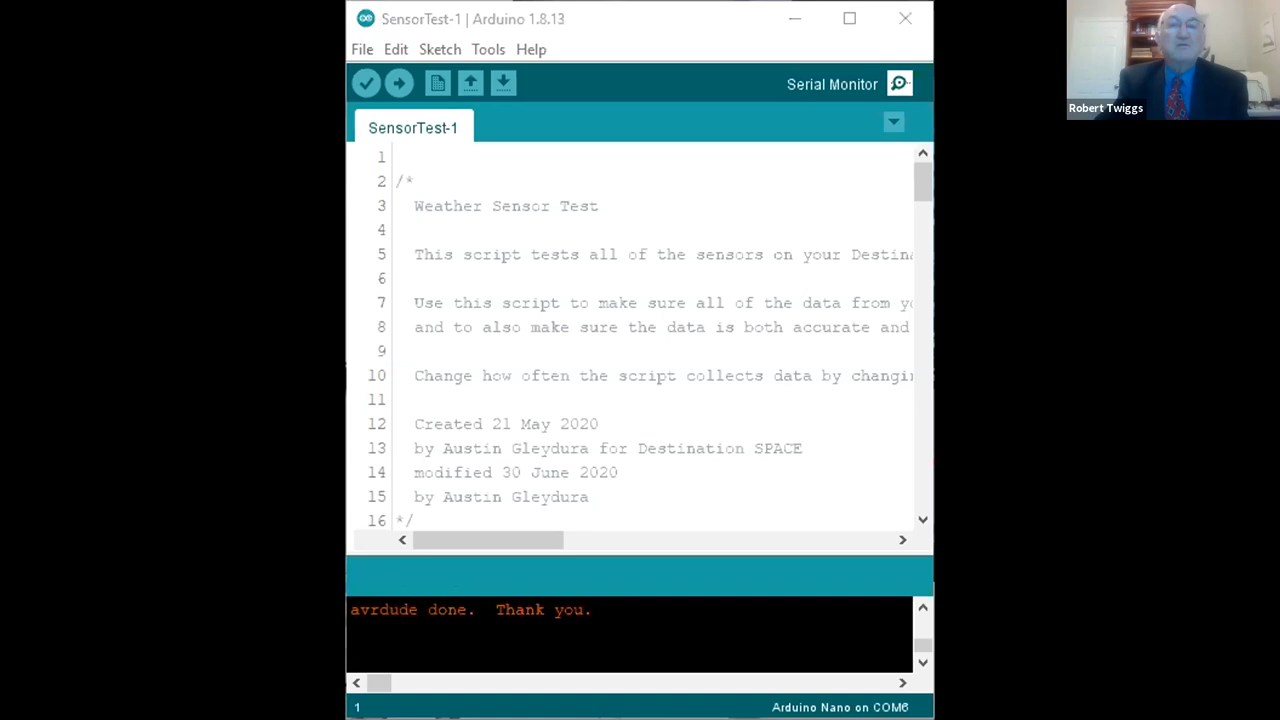 SensorTest-1 | Arduino 1.8.13
Robert Twiggs
File Edit Sketch Tools Help
Serial Monitor
SensorTest-1
1
2 /*
3 Weather Sensor Test
4
5 This script tests all of the sensors on your Destina
6
7 Use this script to make sure all of the data from yo
8 and to also make sure the data is both accurate and
9
10 Change how often the script collects data by changin
11
12 Created 21 May 2020
13 by Austin Gleydura for Destination SPACE
14 modified 30 June 2020
15 by Austin Gleydura
16 */
avrdude done. Thank you.
1 Arduino Nano on COM6